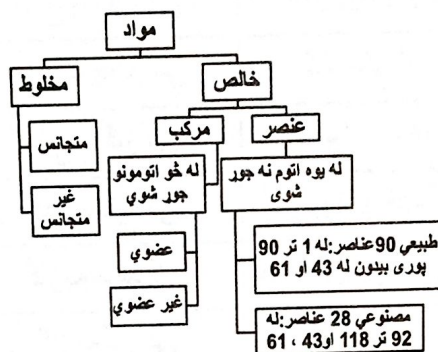 مواد
مخلوط
خالص
متجانس
غیر
متجانس
مرکب
عنصر
له څو اتومونو
جوړ شوي
له یوه اتوم نه جوړ
شوی
عضوي
غیر عضوي
طبیعي 90عناصر:له 1 تر 90
پوری بیدون له 43 او 61
مصنوعي 28 عناصر:له
92 تر 118 او43 ، 61